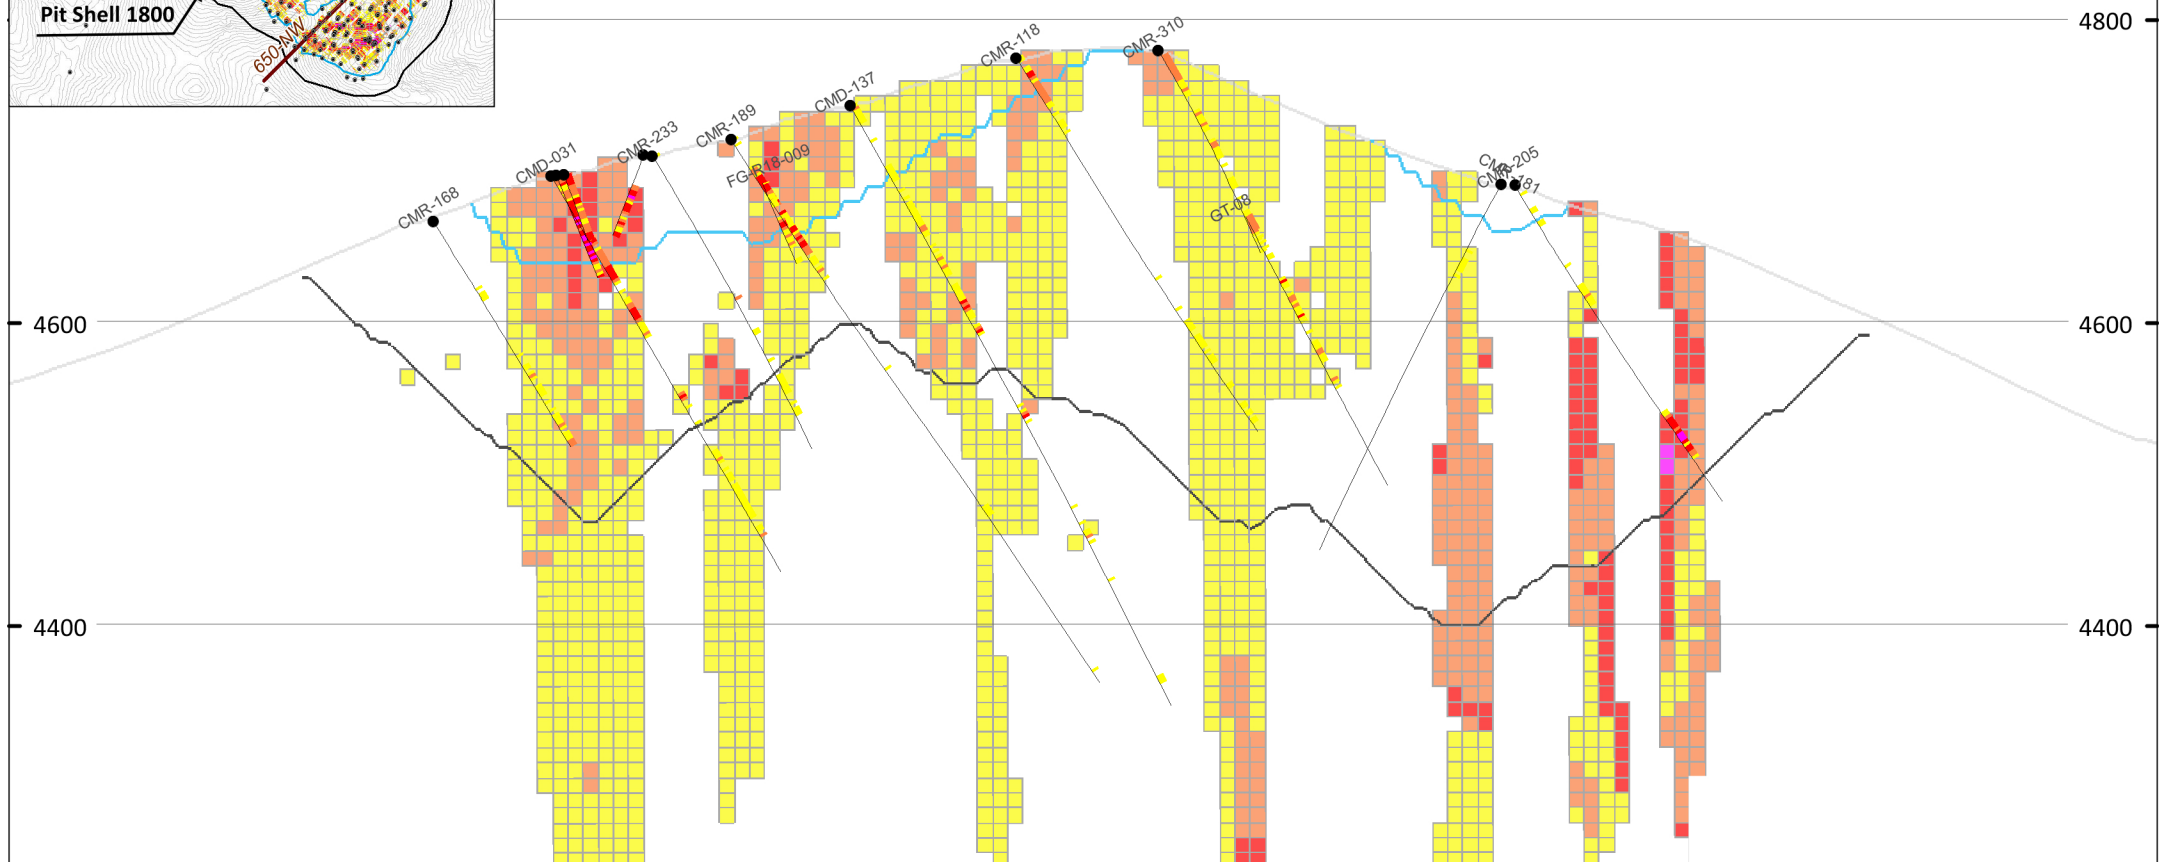 Pit Shell 1800
650-NW
4800
4800
CMR-310
CMR-118
CMD-137
CMR-189
CMR-233
CMD-031
FG-R18-009
CMR-205
CMR-181
GT-08
CMR-168
4600
4600
4400
4400